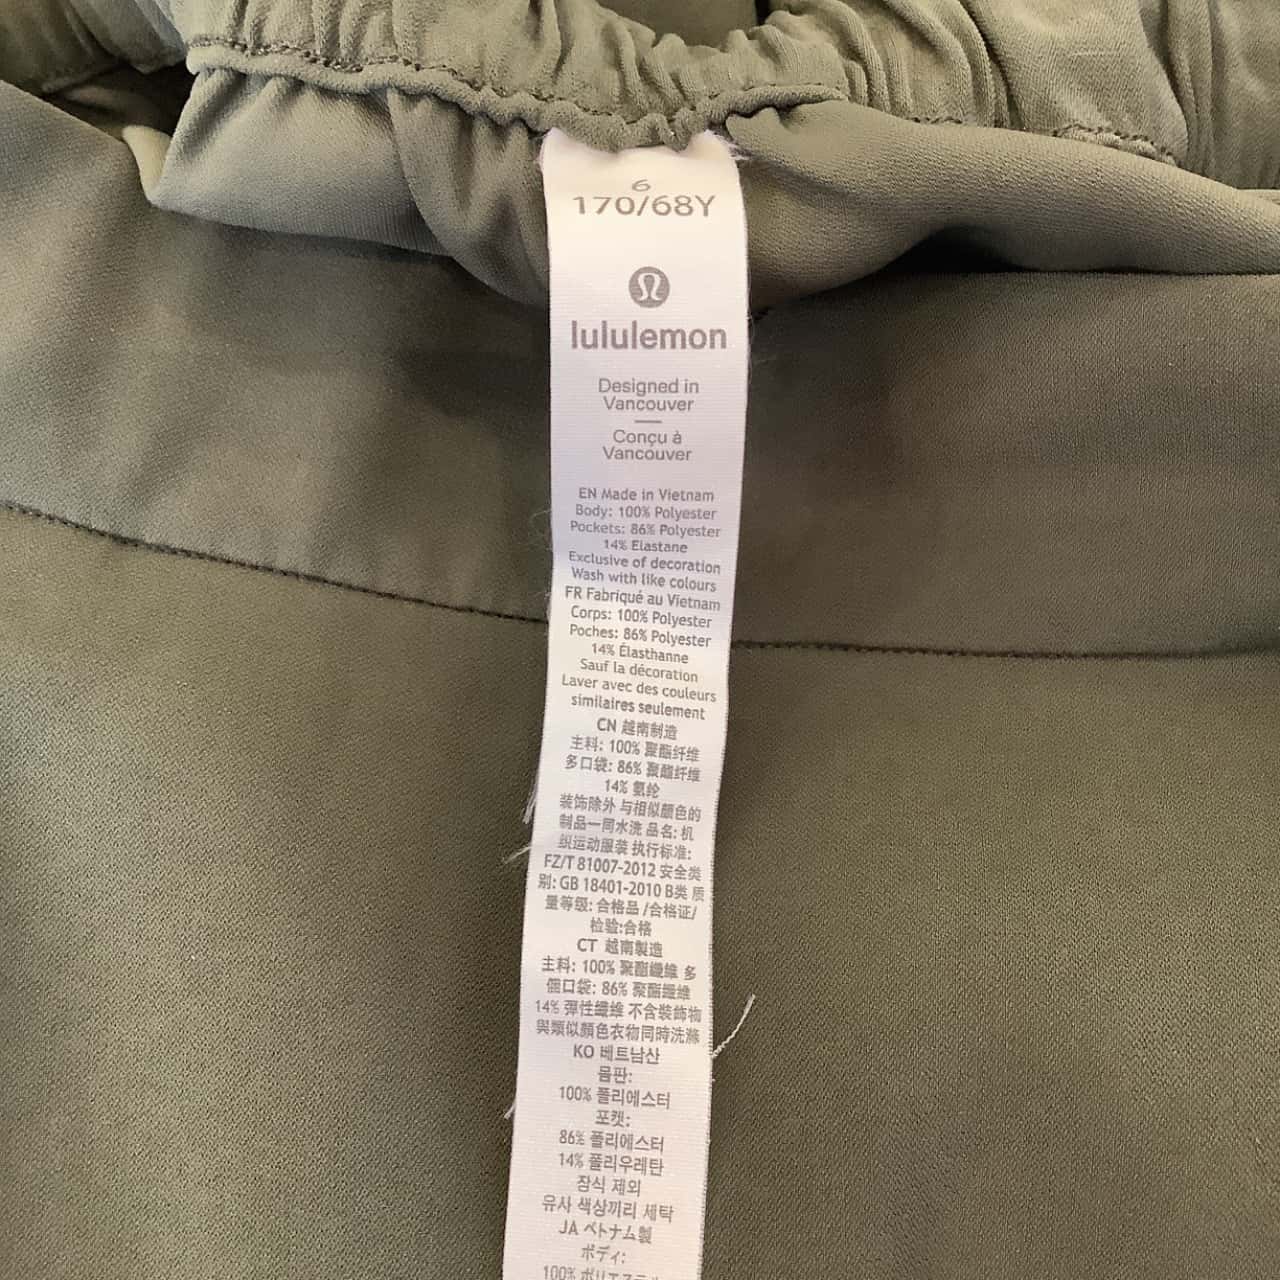 6
170/68Y
lululemon
Designed in
Vancouver
Conçu à
Vancouver
EN Made in Vietnam
Body: 100% Polyester
Pockets: 86% Polyester
14% Elastane
Exclusive of decoration
Wash with like colours
FR Fabriqué au Vietnam
Corps: 100% Polyester
Poches: 86% Polyester
14% Élasthanne
Sauf la décoration
Laver avec des couleurs
similaires seulement
CN 越南制造
主料: 100% 聚酯纤维
多口袋: 86% 聚酯纤维
14% 氨纶
装饰除外 与相似颜色的
制品一同水洗 品名: 机
织运动服装 执行标准:
FZ/T 81007-2012 安全类
别: GB 18401-2010 B类 质
量等级: 合格品 /合格证/
检验:合格
CT 越南製造
主料: 100% 聚酯纖維 多
個口袋: 86% 聚酯纖維
14% 彈性纖維 不含裝飾物
與類似顏色衣物同時洗滌
KO 베트남산
몸판:
100% 폴리에스터
포켓:
86% 폴리에스터
14% 폴리우레탄
장식 제외
유사 색상끼리 세탁
JA ベトナム製
ボディ:
100% ポリエステル